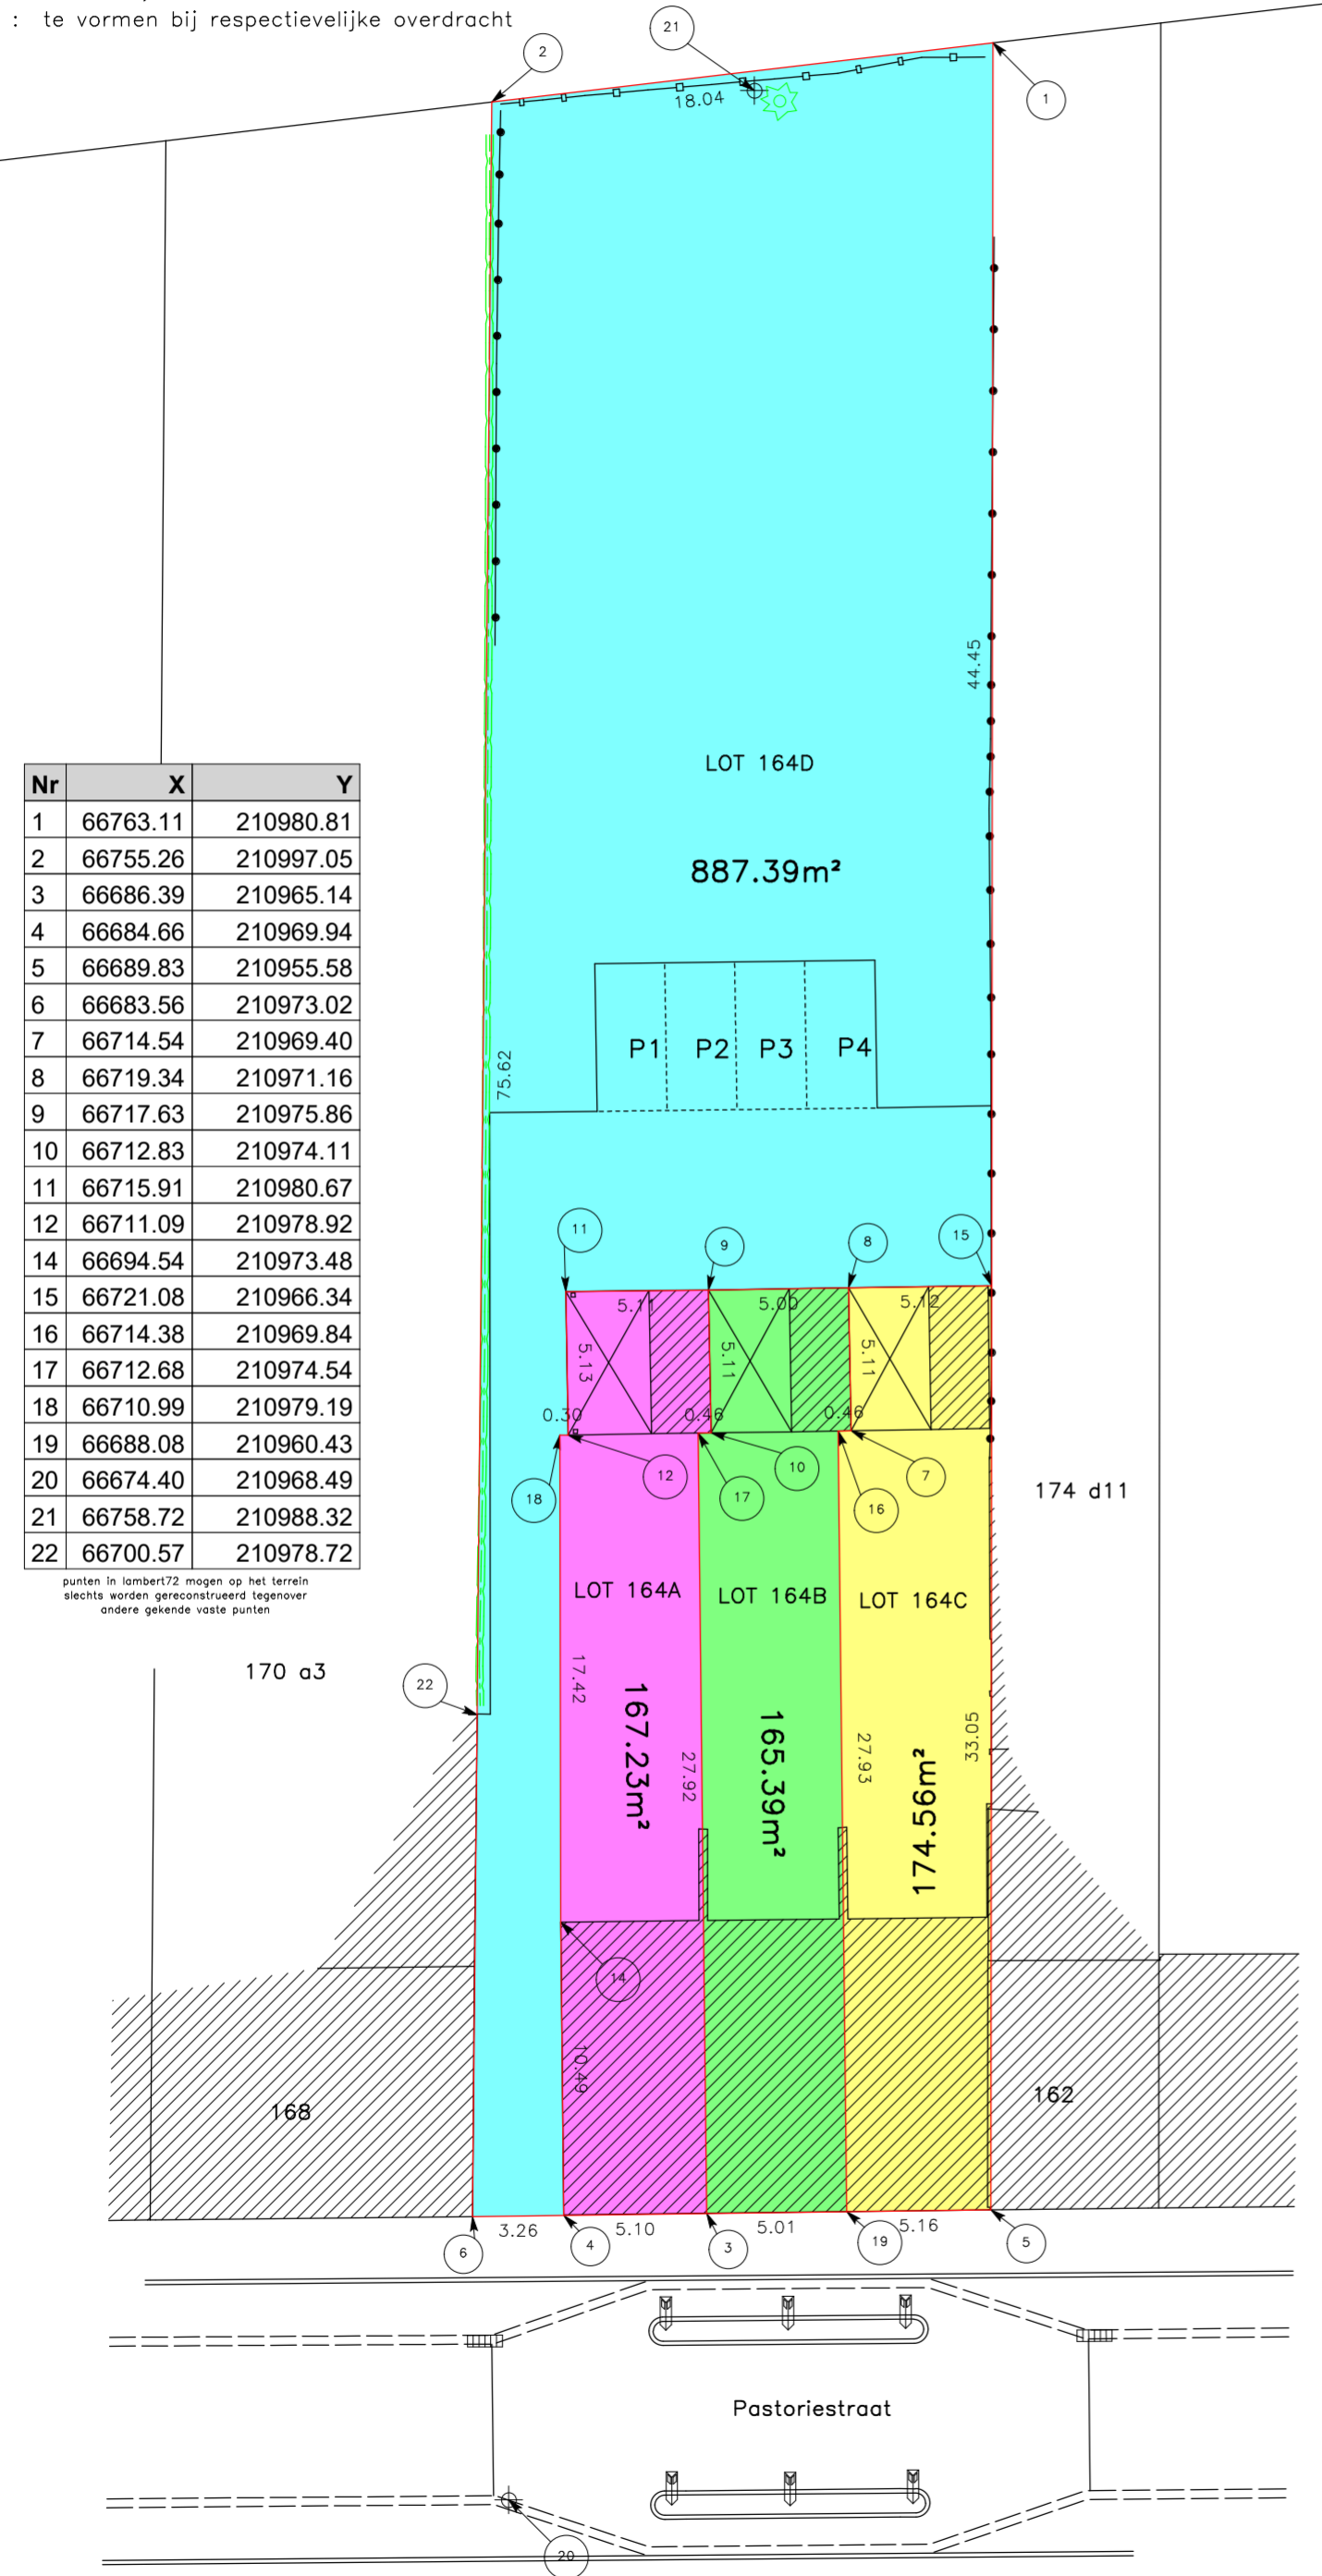 : te vormen bij respectievelijke overdracht
21
2
1
18.04
44.45
LOT 164D
887.39m²
Nr X Y
1 66763.11 210980.81
2 66755.26 210997.05
3 66686.39 210965.14
4 66684.66 210969.94
5 66689.83 210955.58
6 66683.56 210973.02
7 66714.54 210969.40
8 66719.34 210971.16
9 66717.63 210975.86
10 66712.83 210974.11
11 66715.91 210980.67
12 66711.09 210978.92
14 66694.54 210973.48
15 66721.08 210966.34
16 66714.38 210969.84
17 66712.68 210974.54
18 66710.99 210979.19
19 66688.08 210960.43
20 66674.40 210968.49
21 66758.72 210988.32
22 66700.57 210978.72
punten in lambert72 mogen op het terrein
slechts worden gereconstrueerd tegenover
andere gekende vaste punten
P1 P2 P3 P4
75.62
11
9
8
15
5.11
5.00
5.12
5.13
5.11
5.11
0.30
0.46
0.46
18
12
17
10
16
7
174 d11
LOT 164A
LOT 164B
LOT 164C
170 a3
22
17.42
167.23m²
27.92
165.39m²
27.93
174.56m²
33.05
14
10.49
168
162
6
3.26
4
5.10
3
5.01
19
5.16
5
Pastoriestraat
20